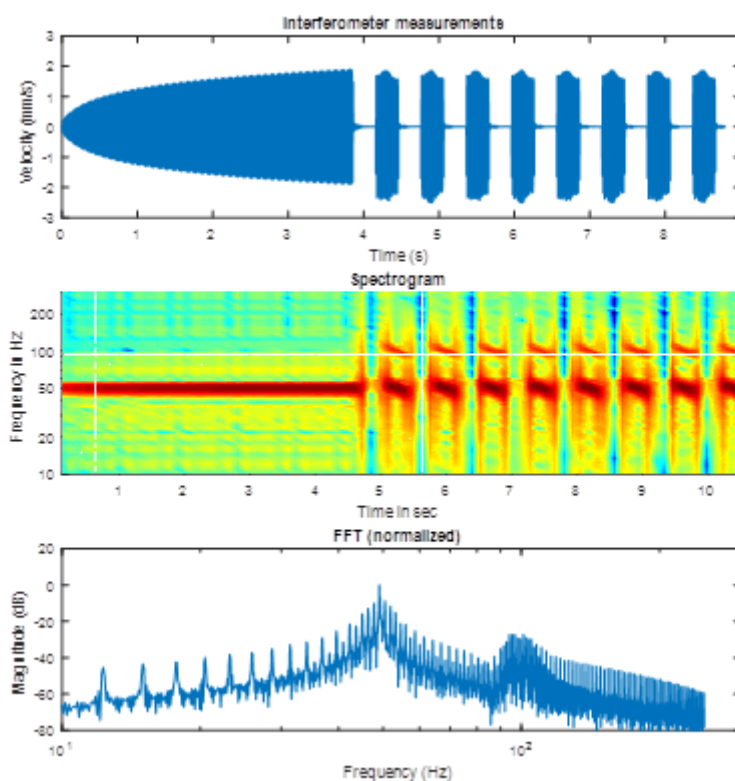 Interferometer measurements
Velocity (mm/s)
3
2
1
0
-1
-2
-3
0 1 2 3 4 5 6 7 8
Time (s)
Spectrogram
Frequency in Hz
200
100
50
20
10
1 2 3 4 5 6 7 8 9 10
Time in sec
FFT (normalized)
Magnitude (dB)
20
0
-20
-40
-60
-80
10¹ 10²
Frequency (Hz)